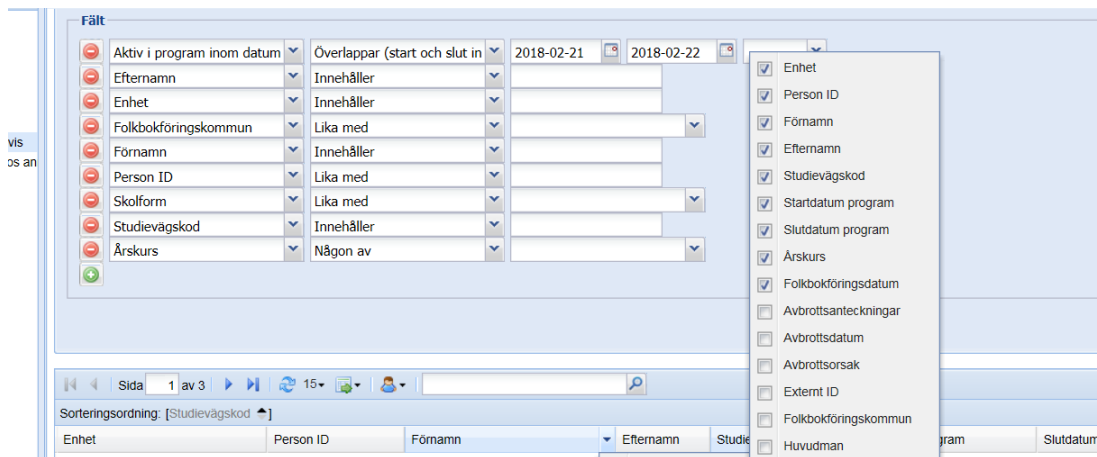 Fält
Aktiv i program inom datum Överlappar (start och slut in 2018-02-21 2018-02-22
Efternamn Innehåller
Enhet Innehåller
Folkbokföringskommun Lika med
Förnamn Innehåller
Person ID Lika med
Skolform Lika med
Studievägskod Innehåller
Årskurs Någon av
Enhet
Person ID
Förnamn
Efternamn
Studievägskod
Startdatum program
Slutdatum program
Årskurs
Folkbokföringsdatum
Avbrottsanteckningar
Avbrottsdatum
Avbrottsorsak
Externt ID
Folkbokföringskommun
Huvudman
vis
os an
Sida 1 av 3 15
Sorteringsordning: [Studievägskod ]
Enhet Person ID Förnamn Efternamn Studie gram Slutdatum